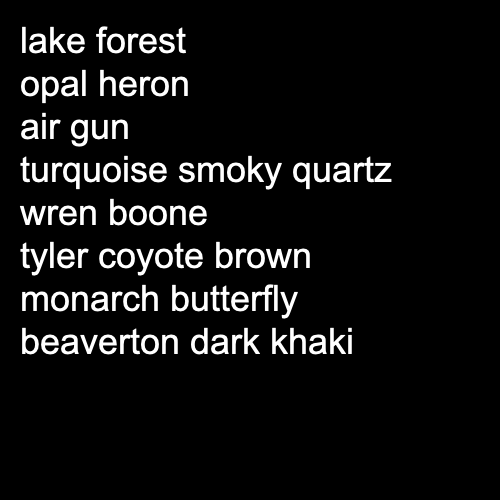 lake forest
opal heron
air gun
turquoise smoky quartz
wren boone
tyler coyote brown
monarch butterfly
beaverton dark khaki